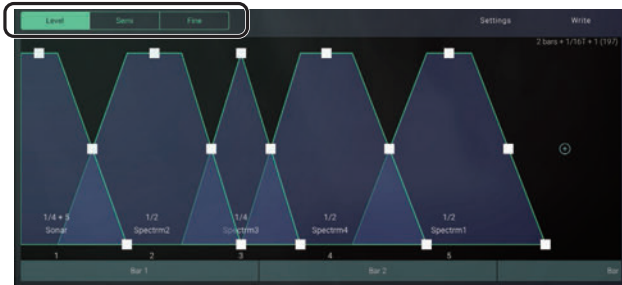 Level Sens Fine Settings Write
2 bars + 1/16T + 1 (197)
1/4 + 5 1/2 1/4 1/2 1/2
Sonar Spectrm2 Spectrm3 Spectrm4 Spectrm1
1 2 3 4 5
Bar 1 Bar 2 Bar